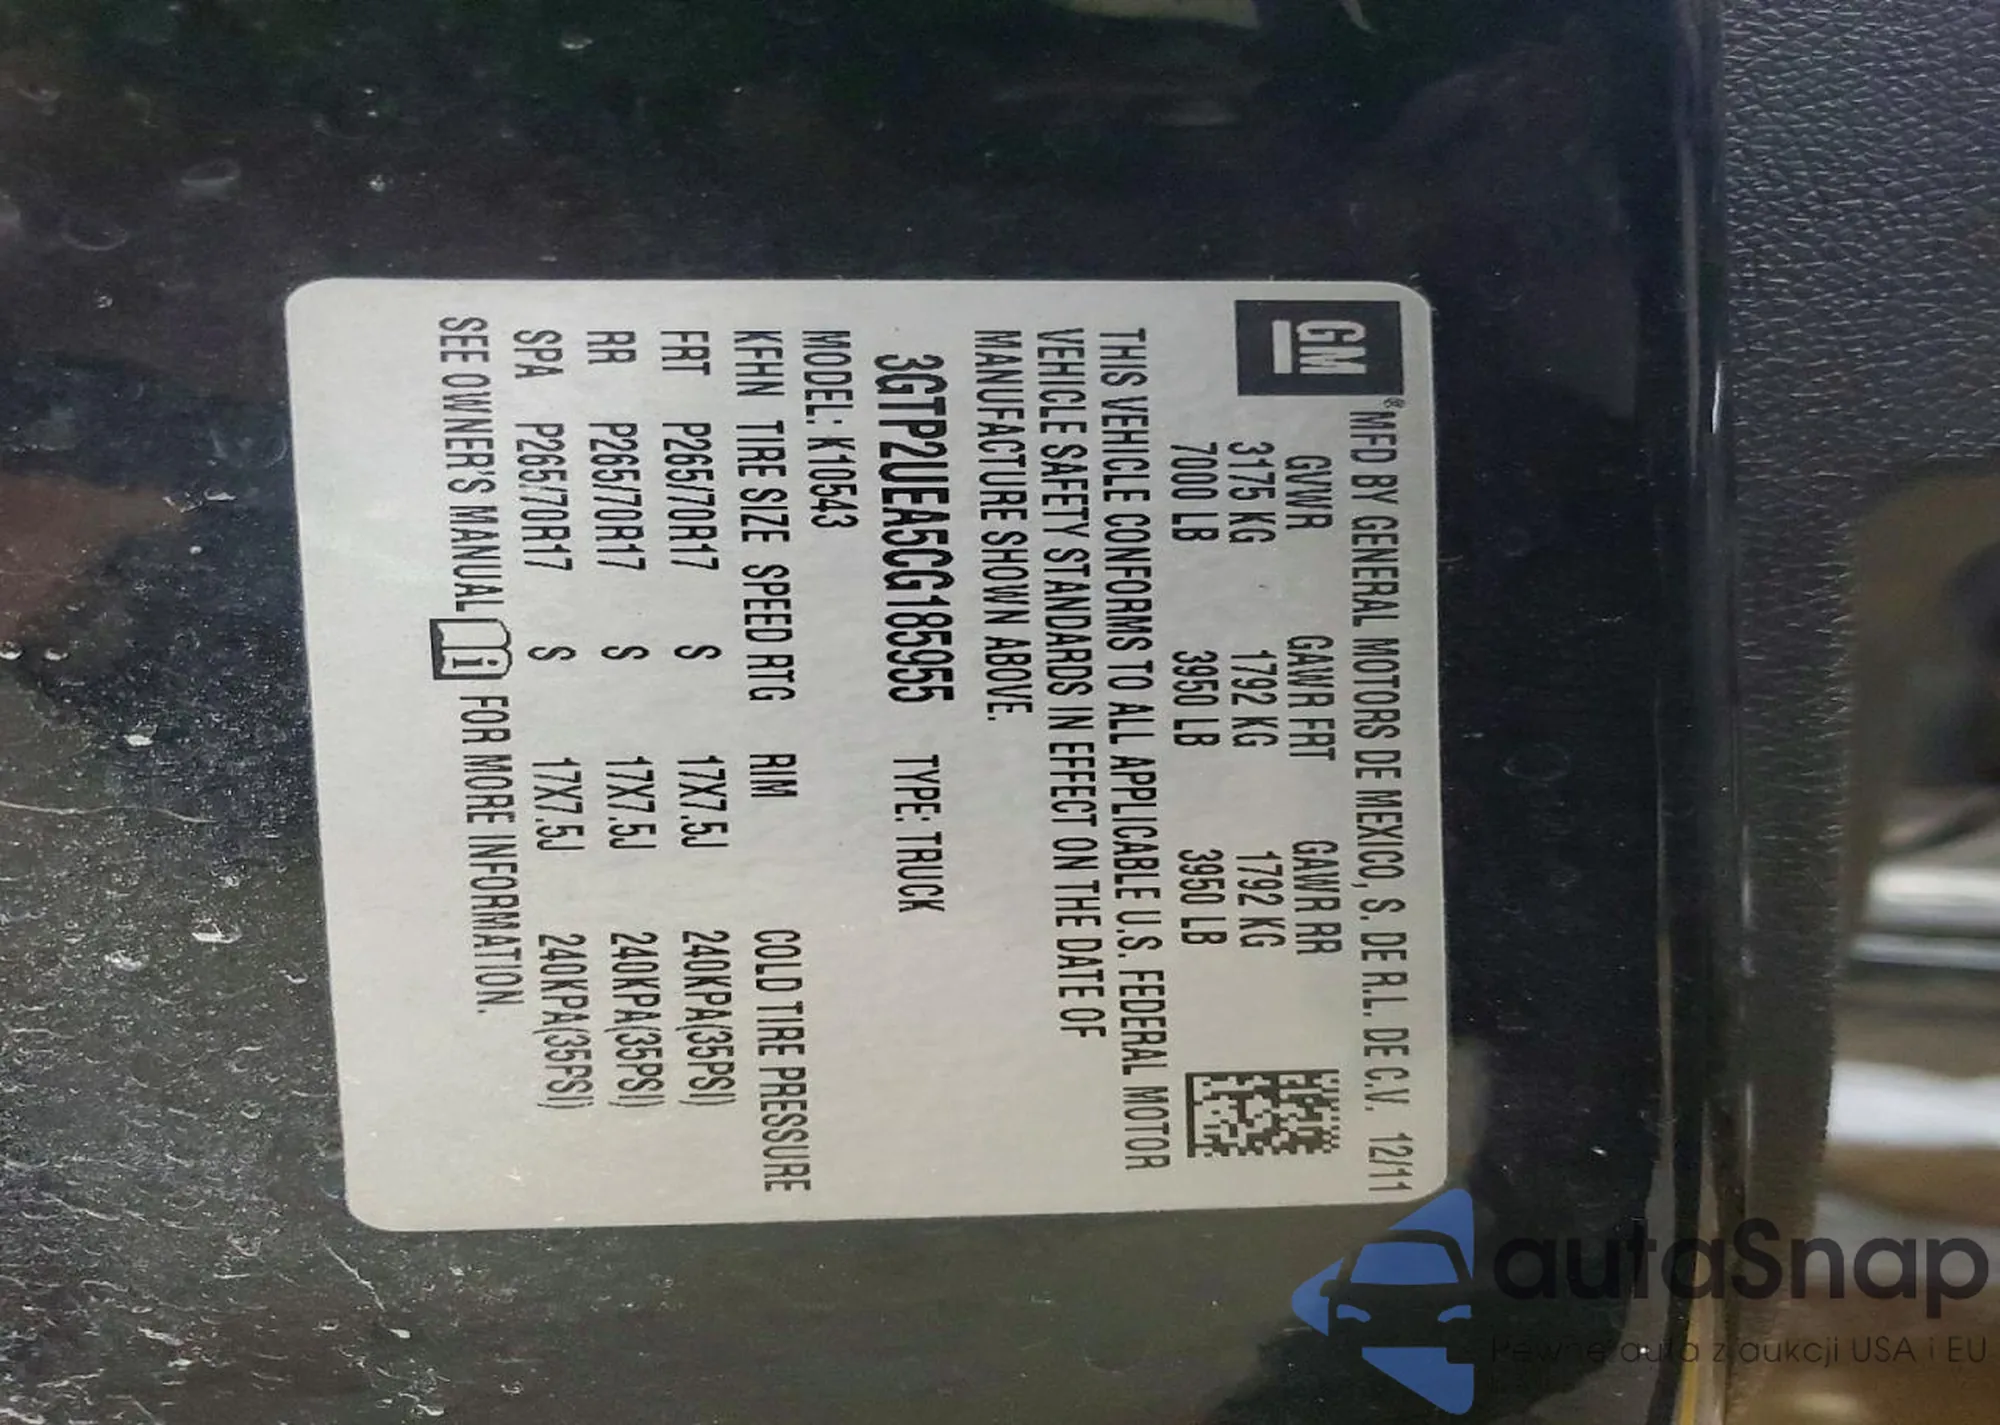 GM
® MFD BY GENERAL MOTORS DE MEXICO, S. DE R.L. DE C.V. 12/11
GVWR GAWR FRT GAWR RR
3175 KG 1792 KG 1792 KG
7000 LB 3950 LB 3950 LB
THIS VEHICLE CONFORMS TO ALL APPLICABLE U.S. FEDERAL MOTOR
VEHICLE SAFETY STANDARDS IN EFFECT ON THE DATE OF
MANUFACTURE SHOWN ABOVE.
3GTP2UEA5CG185955 TYPE: TRUCK
MODEL: K10543
KFHN TIRE SIZE SPEED RTG RIM COLD TIRE PRESSURE
FRT P265/70R17 S 17X7.5J 240KPA(35PSI)
RR P265/70R17 S 17X7.5J 240KPA(35PSI)
SPA P265/70R17 S 17X7.5J 240KPA(35PSI)
SEE OWNER'S MANUAL i FOR MORE INFORMATION.
autaSnap
Pewne auta z aukcji USA i EU